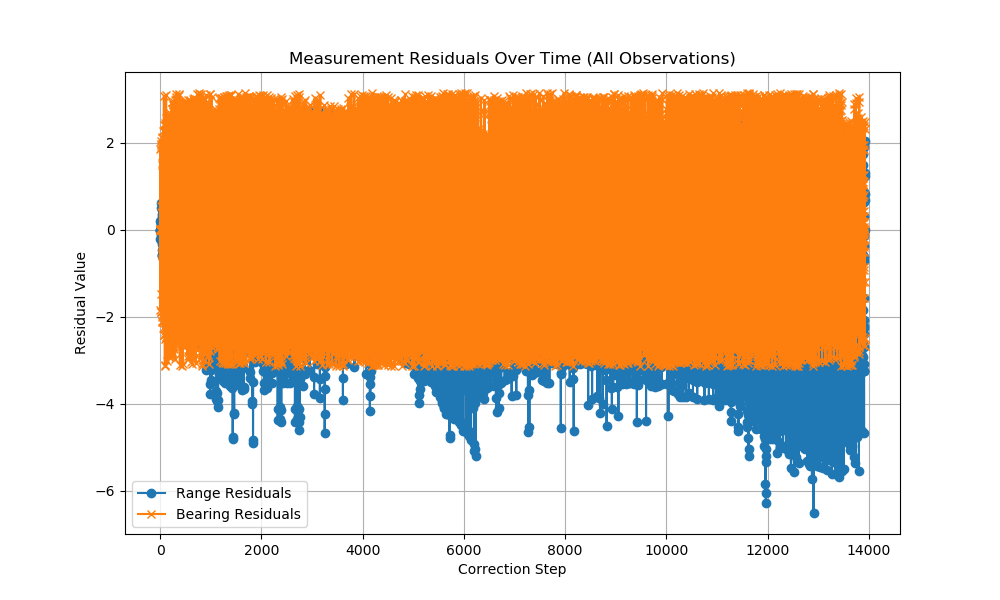 Measurement Residuals Over Time (All Observations)
Residual Value
2
0
−2
−4
−6
Range Residuals
Bearing Residuals
0 2000 4000 6000 8000 10000 12000 14000
Correction Step